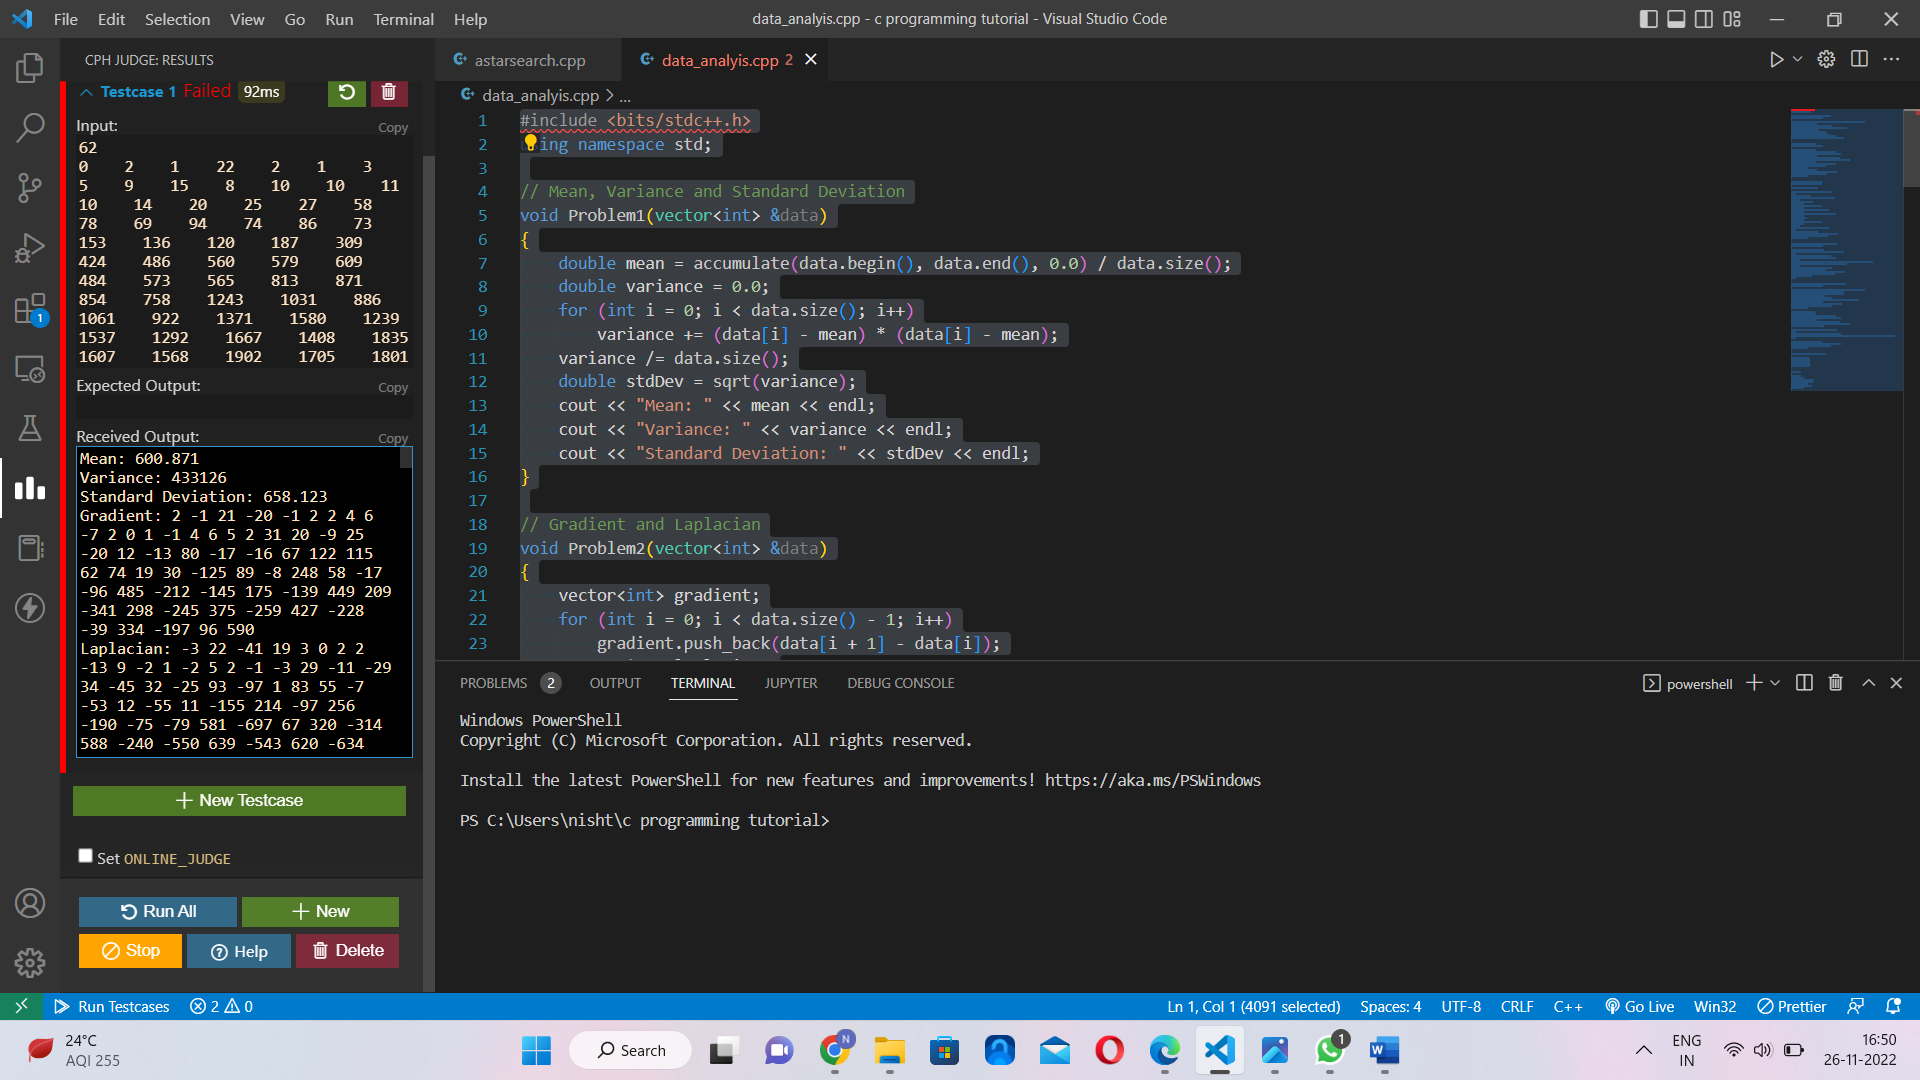 File Edit Selection View Go Run Terminal Help
data_analyis.cpp - c programming tutorial - Visual Studio Code
CPH JUDGE: RESULTS
Testcase 1 Failed 92ms
Input:
Copy
62
0 2 1 22 2 1 3
5 9 15 8 10 10 11
10 14 20 25 27 58
78 69 94 74 86 73
153 136 120 187 309
424 486 560 579 609
484 573 565 813 871
854 758 1243 1031 886
1061 922 1371 1580 1239
1537 1292 1667 1408 1835
1607 1568 1902 1705 1801
Expected Output:
Copy
Received Output:
Copy
Mean: 600.871
Variance: 433126
Standard Deviation: 658.123
Gradient: 2 -1 21 -20 -1 2 2 4 6
-7 2 0 1 -1 4 6 5 2 31 20 -9 25
-20 12 -13 80 -17 -16 67 122 115
62 74 19 30 -125 89 -8 248 58 -17
-96 485 -212 -145 175 -139 449 209
-341 298 -245 375 -259 427 -228
-39 334 -197 96 590
Laplacian: -3 22 -41 19 3 0 2 2
-13 9 -2 1 -2 5 2 -1 -3 29 -11 -29
34 -45 32 -25 93 -97 1 83 55 -7
-53 12 -55 11 -155 214 -97 256
-190 -75 -79 581 -697 67 320 -314
588 -240 -550 639 -543 620 -634
New Testcase
Set ONLINE_JUDGE
Run All
New
Stop
Help
Delete
astarsearch.cpp
data_analyis.cpp 2
data_analyis.cpp > ...
1 #include <bits/stdc++.h>
2 ing namespace std;
3
4 // Mean, Variance and Standard Deviation
5 void Problem1(vector<int> &data)
6 {
7 double mean = accumulate(data.begin(), data.end(), 0.0) / data.size();
8 double variance = 0.0;
9 for (int i = 0; i < data.size(); i++)
10 variance += (data[i] - mean) * (data[i] - mean);
11 variance /= data.size();
12 double stdDev = sqrt(variance);
13 cout << "Mean: " << mean << endl;
14 cout << "Variance: " << variance << endl;
15 cout << "Standard Deviation: " << stdDev << endl;
16 }
17
18 // Gradient and Laplacian
19 void Problem2(vector<int> &data)
20 {
21 vector<int> gradient;
22 for (int i = 0; i < data.size() - 1; i++)
23 gradient.push_back(data[i + 1] - data[i]);
PROBLEMS 2 OUTPUT TERMINAL JUPYTER DEBUG CONSOLE
powershell
Windows PowerShell
Copyright (C) Microsoft Corporation. All rights reserved.
Install the latest PowerShell for new features and improvements! https://aka.ms/PSWindows
PS C:\Users\nisht\c programming tutorial>
1
Run Testcases 2 0
Ln 1, Col 1 (4091 selected) Spaces: 4 UTF-8 CRLF C++ Go Live Win32 Prettier
24°C
AQI 255
Search
N
1
ENG
IN
16:50
26-11-2022